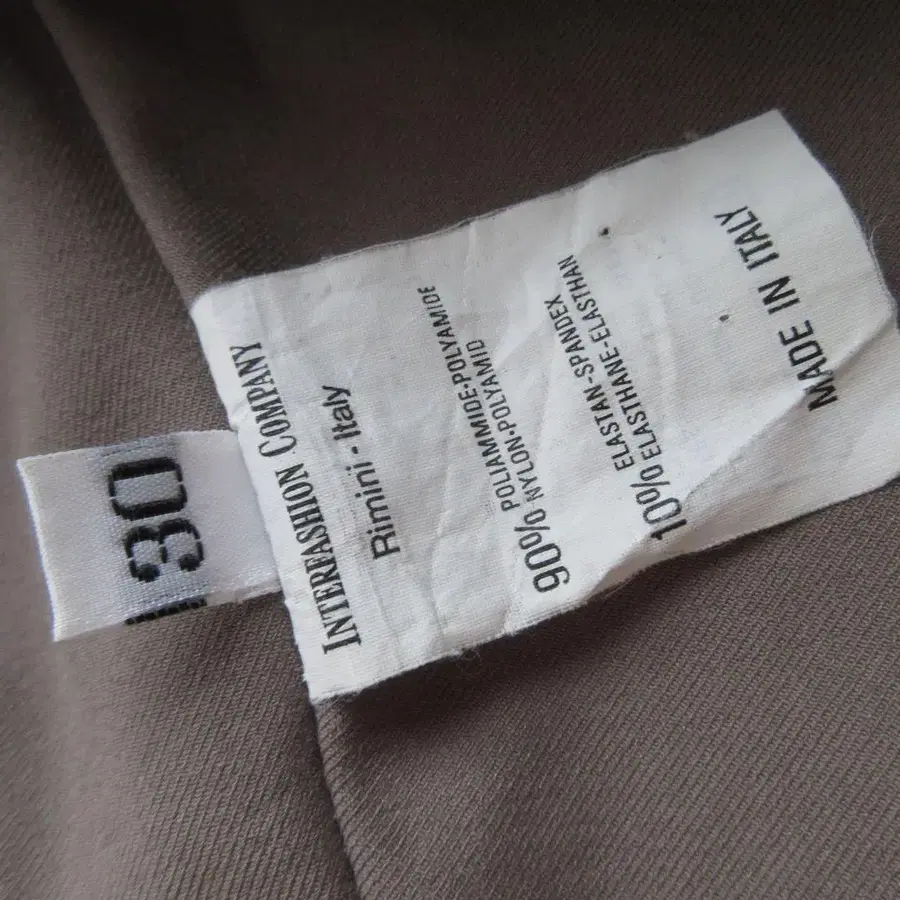 30
INTERFASHION COMPANY
Rimini - Italy
POLIAMMIDE-POLYAMIDE
90% NYLON-POLYAMID
ELASTAN-SPANDEX
10% ELASTHANE-ELASTHAN
MADE IN ITALY